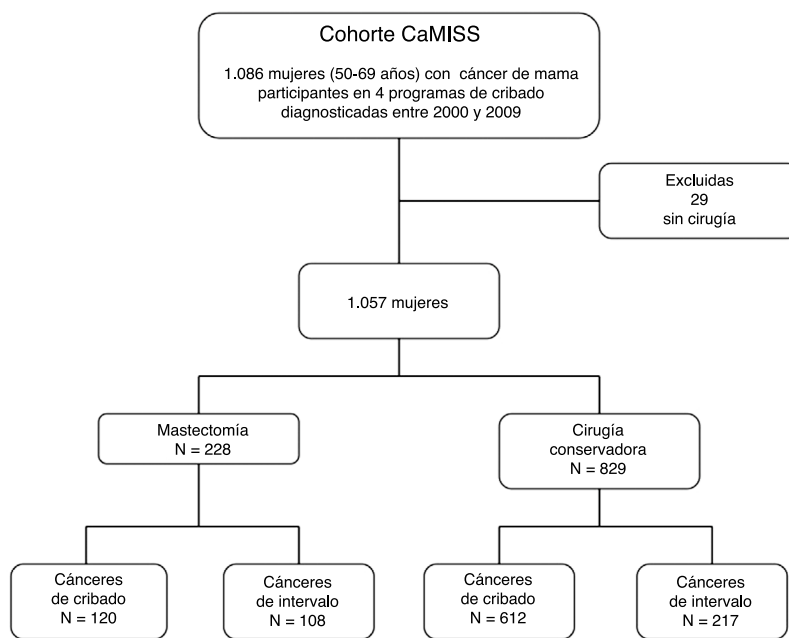 Cohorte CaMISS
1.086 mujeres (50-69 años) con cáncer de mama
participantes en 4 programas de cribado
diagnosticadas entre 2000 y 2009
Excluidas
29
sin cirugía
1.057 mujeres
Mastectomía
N = 228
Cirugía
conservadora
N = 829
Cánceres
de cribado
N = 120
Cánceres
de intervalo
N = 108
Cánceres
de cribado
N = 612
Cánceres
de intervalo
N = 217